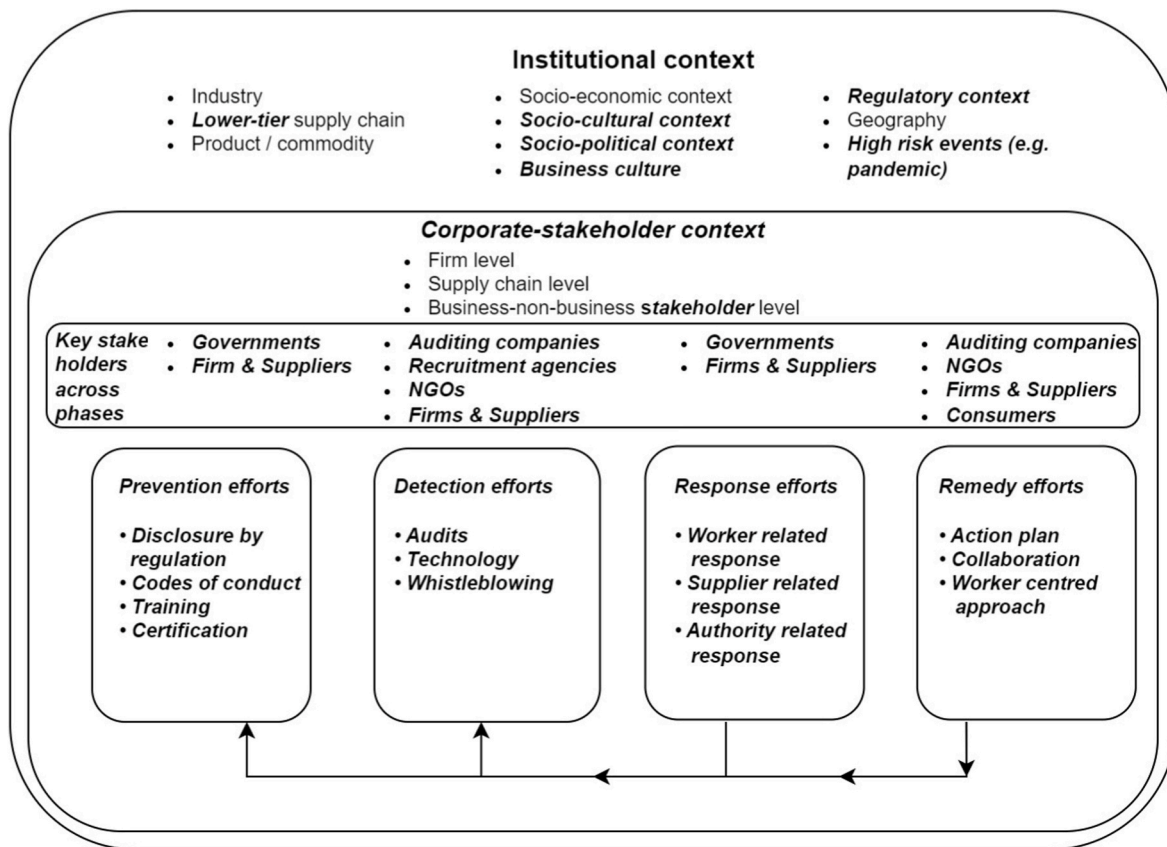 Institutional context
• Industry
• Lower-tier supply chain
• Product / commodity
• Socio-economic context
• Socio-cultural context
• Socio-political context
• Business culture
• Regulatory context
• Geography
• High risk events (e.g.
pandemic)
Corporate-stakeholder context
• Firm level
• Supply chain level
• Business-non-business stakeholder level
Key stake
holders
across
phases
• Governments
• Firm & Suppliers
• Auditing companies
• Recruitment agencies
• NGOs
• Firms & Suppliers
• Governments
• Firms & Suppliers
• Auditing companies
• NGOs
• Firms & Suppliers
• Consumers
Prevention efforts
• Disclosure by
regulation
• Codes of conduct
• Training
• Certification
Detection efforts
• Audits
• Technology
• Whistleblowing
Response efforts
• Worker related
response
• Supplier related
response
• Authority related
response
Remedy efforts
• Action plan
• Collaboration
• Worker centred
approach